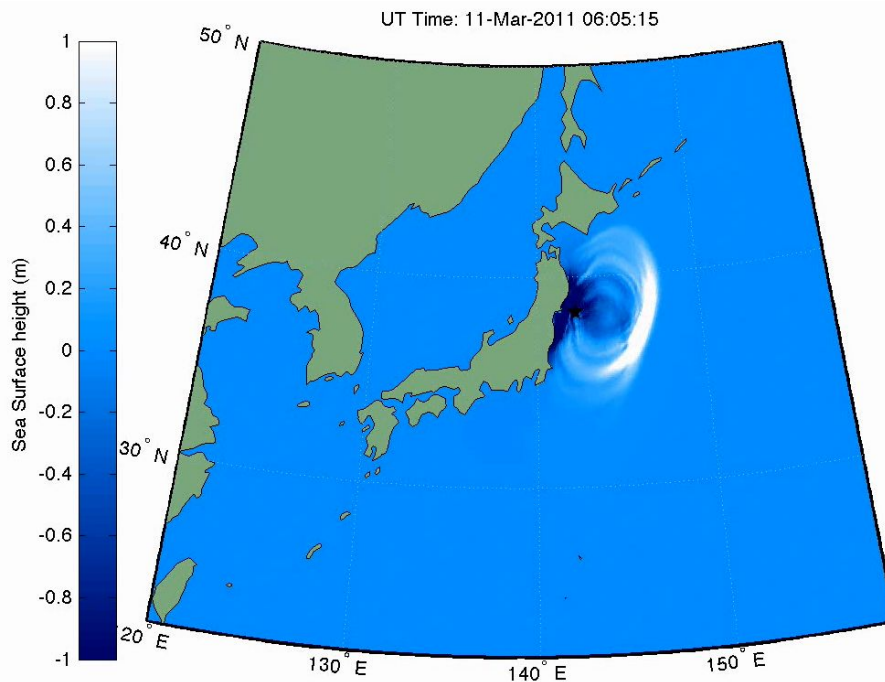 UT Time: 11-Mar-2011 06:05:15
Sea Surface height (m)
1
0.8
0.6
0.4
0.2
0
-0.2
-0.4
-0.6
-0.8
-1
50° N
40° N
30° N
20° E
130° E
140° E
150° E